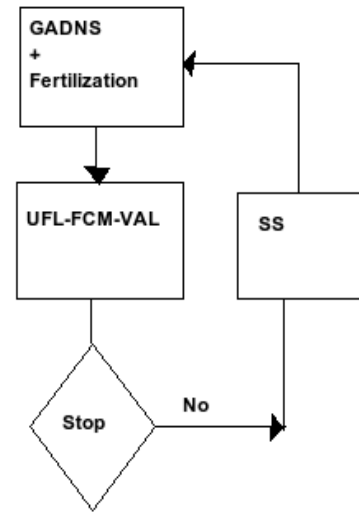 GADNS
+
Fertilization
UFL-FCM-VAL
SS
Stop
No